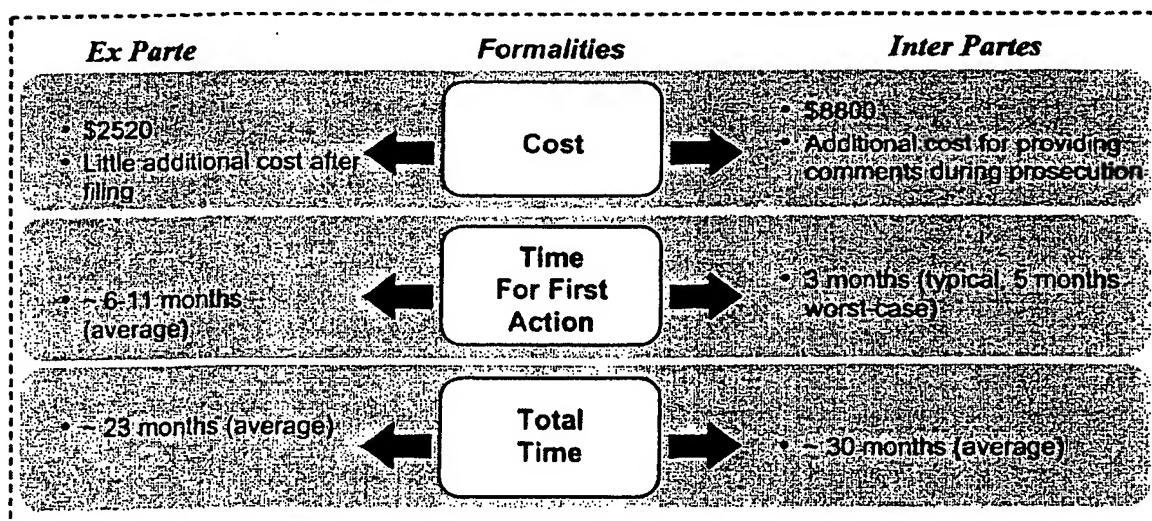 Ex Parte
Formalities
Inter Partes
• $2520
• Little additional cost after
filing
Cost
• $8800
• Additional cost for providing
comments during prosecution
• ~ 6-11 months
(average)
Time
For First
Action
• 3 months (typical, 5 months
worst-case)
• ~ 23 months (average)
Total
Time
• ~ 30 months (average)